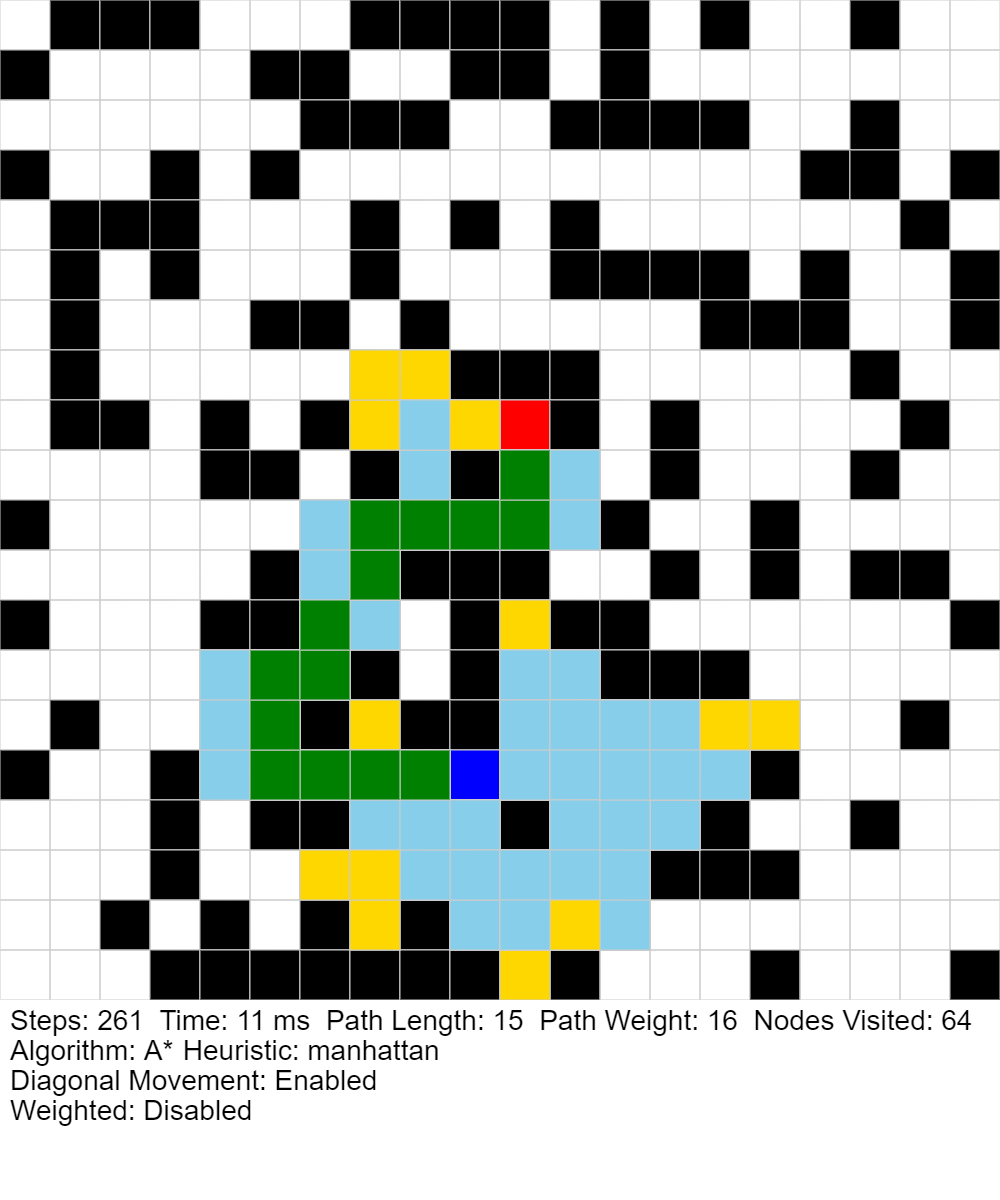 Steps: 261  Time: 11 ms  Path Length: 15  Path Weight: 16  Nodes Visited: 64
Algorithm: A* Heuristic: manhattan
Diagonal Movement: Enabled
Weighted: Disabled